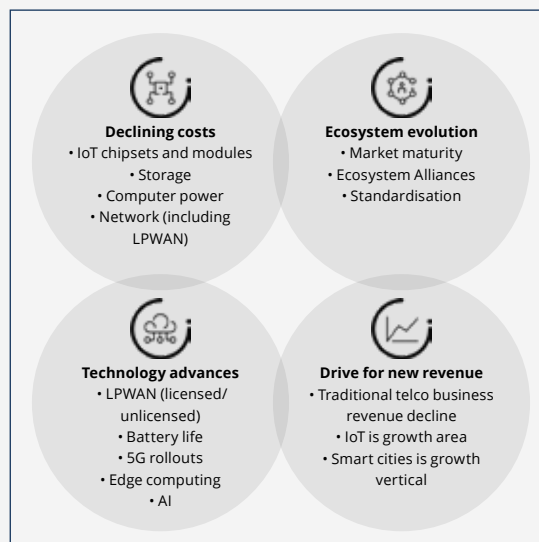 Declining costs
• IoT chipsets and modules
• Storage
• Computer power
• Network (including
LPWAN)
Ecosystem evolution
• Market maturity
• Ecosystem Alliances
• Standardisation
Technology advances
• LPWAN (licensed/
unlicensed)
• Battery life
• 5G rollouts
• Edge computing
• AI
Drive for new revenue
• Traditional telco business
revenue decline
• IoT is growth area
• Smart cities is growth
vertical